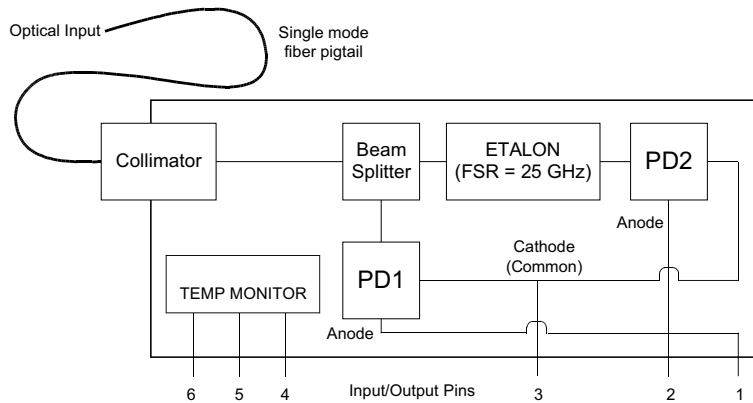 Optical Input
Single mode
fiber pigtail
Collimator
Beam
Splitter
ETALON
(FSR = 25 GHz)
PD2
Anode
Cathode
(Common)
PD1
TEMP MONITOR
Anode
6
5
4
Input/Output Pins
3
2
1